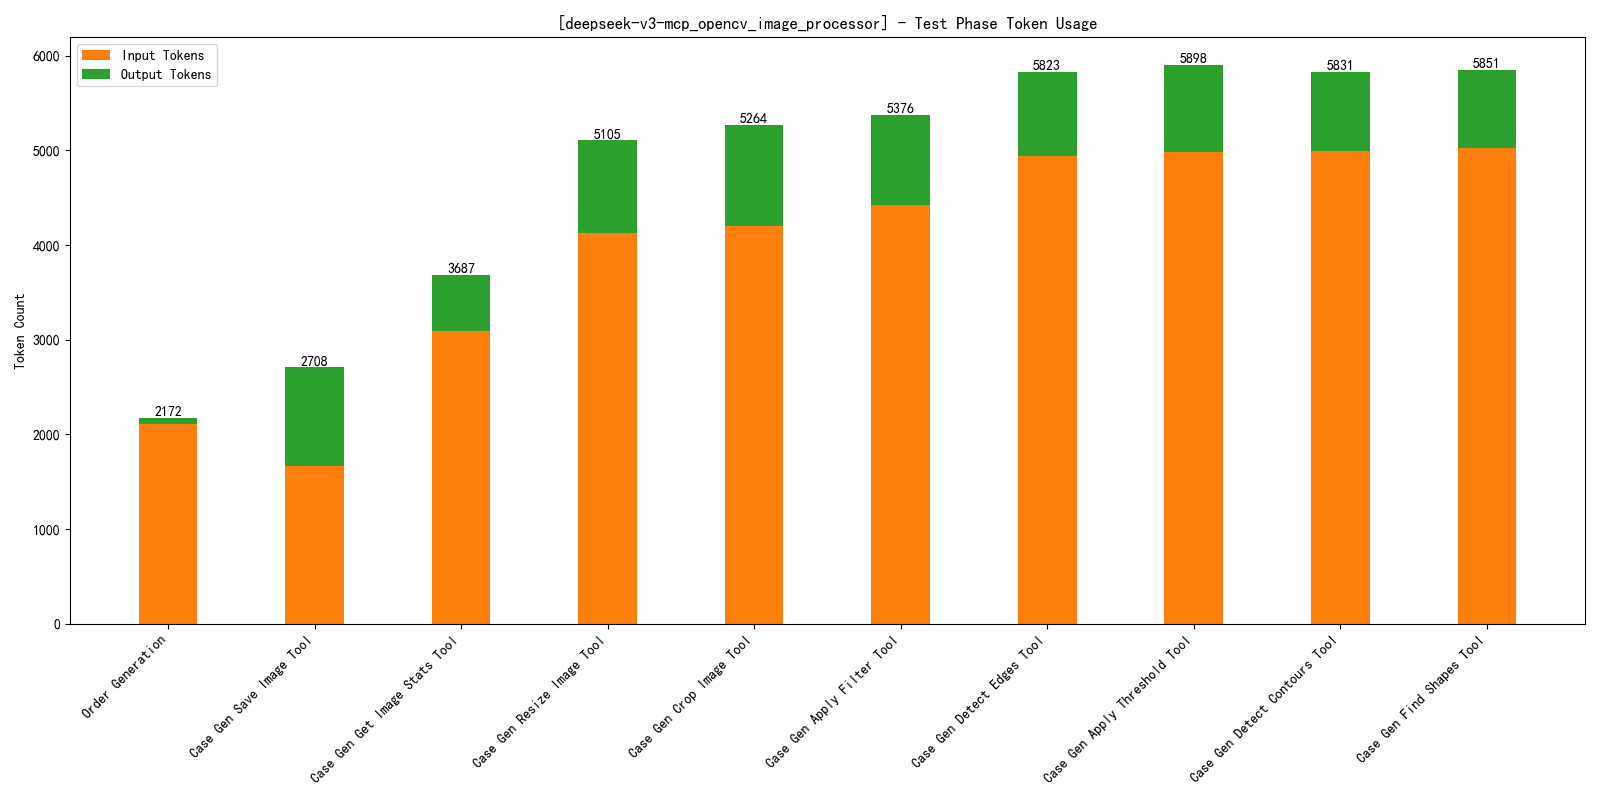 [deepseek-v3-mcp_opencv_image_processor] - Test Phase Token Usage
Input Tokens
Output Tokens
Token Count
6000
5000
4000
3000
2000
1000
0
2172
2708
3687
5105
5264
5376
5823
5898
5831
5851
Order Generation
Case Gen Save Image Tool
Case Gen Get Image Stats Tool
Case Gen Resize Image Tool
Case Gen Crop Image Tool
Case Gen Apply Filter Tool
Case Gen Detect Edges Tool
Case Gen Apply Threshold Tool
Case Gen Detect Contours Tool
Case Gen Find Shapes Tool